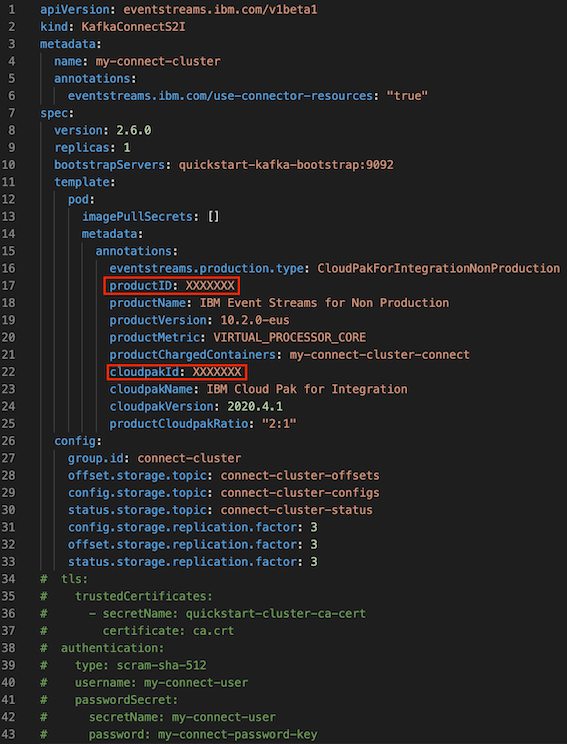 1 apiVersion: eventstreams.ibm.com/v1beta1
2 kind: KafkaConnectS2I
3 metadata:
4   name: my-connect-cluster
5   annotations:
6     eventstreams.ibm.com/use-connector-resources: "true"
7 spec:
8   version: 2.6.0
9   replicas: 1
10   bootstrapServers: quickstart-kafka-bootstrap:9092
11   template:
12     pod:
13       imagePullSecrets: []
14       metadata:
15         annotations:
16           eventstreams.production.type: CloudPakForIntegrationNonProduction
17           productID: XXXXXXX
18           productName: IBM Event Streams for Non Production
19           productVersion: 10.2.0-eus
20           productMetric: VIRTUAL_PROCESSOR_CORE
21           productChargedContainers: my-connect-cluster-connect
22           cloudpakId: XXXXXXX
23           cloudpakName: IBM Cloud Pak for Integration
24           cloudpakVersion: 2020.4.1
25           productCloudpakRatio: "2:1"
26   config:
27     group.id: connect-cluster
28     offset.storage.topic: connect-cluster-offsets
29     config.storage.topic: connect-cluster-configs
30     status.storage.topic: connect-cluster-status
31     config.storage.replication.factor: 3
32     offset.storage.replication.factor: 3
33     status.storage.replication.factor: 3
34 #  tls:
35 #    trustedCertificates:
36 #      - secretName: quickstart-cluster-ca-cert
37 #        certificate: ca.crt
38 #  authentication:
39 #    type: scram-sha-512
40 #    username: my-connect-user
41 #    passwordSecret:
42 #      secretName: my-connect-user
43 #      password: my-connect-password-key